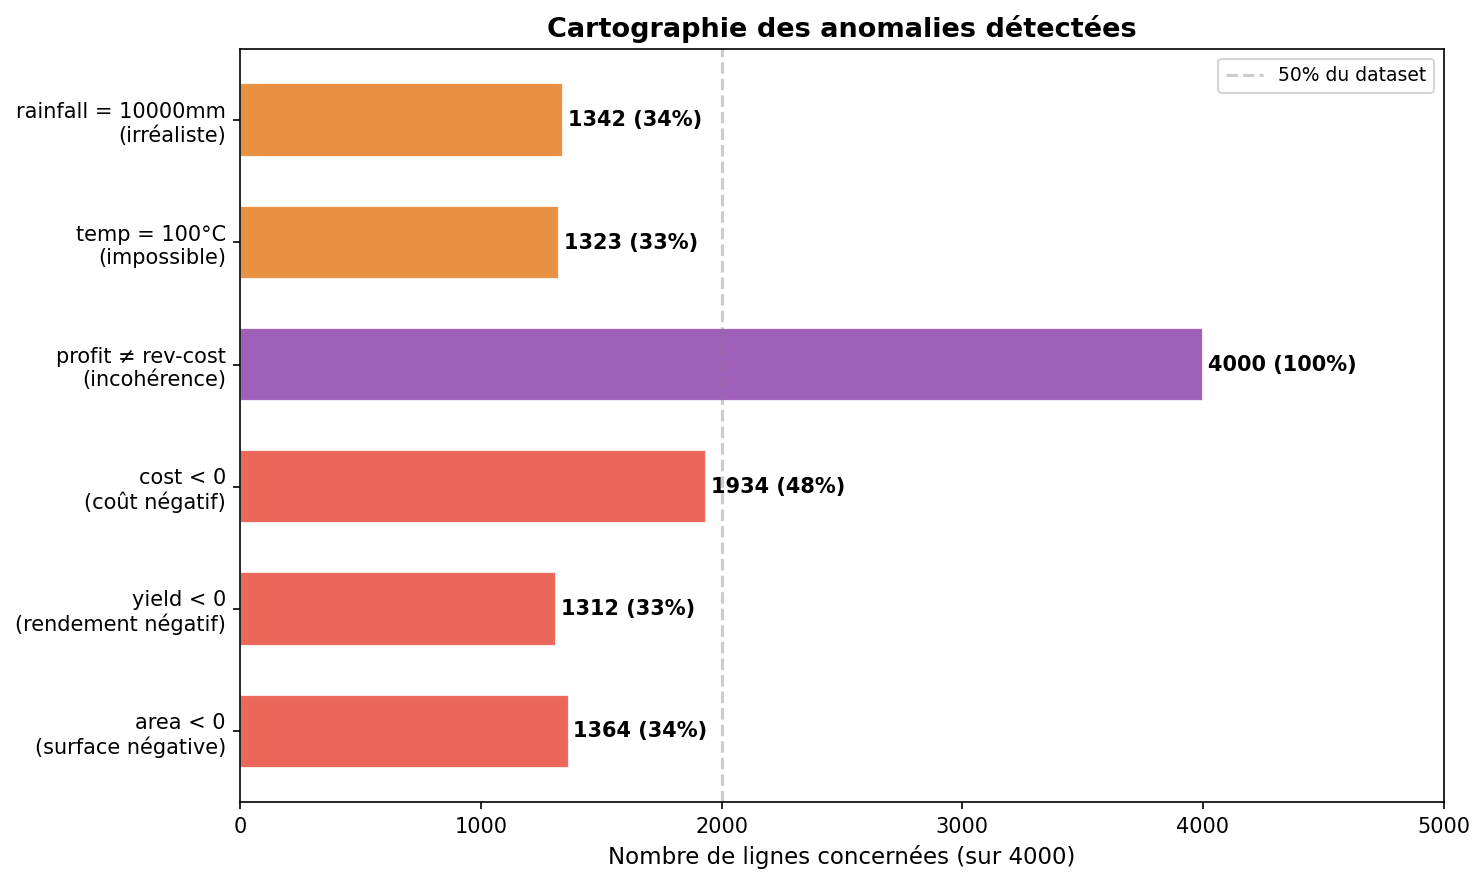 Cartographie des anomalies détectées
50% du dataset
rainfall = 10000mm
(irréaliste)
1342 (34%)
temp = 100°C
(impossible)
1323 (33%)
profit ≠ rev-cost
(incohérence)
4000 (100%)
cost < 0
(coût négatif)
1934 (48%)
yield < 0
(rendement négatif)
1312 (33%)
area < 0
(surface négative)
1364 (34%)
0 1000 2000 3000 4000 5000
Nombre de lignes concernées (sur 4000)